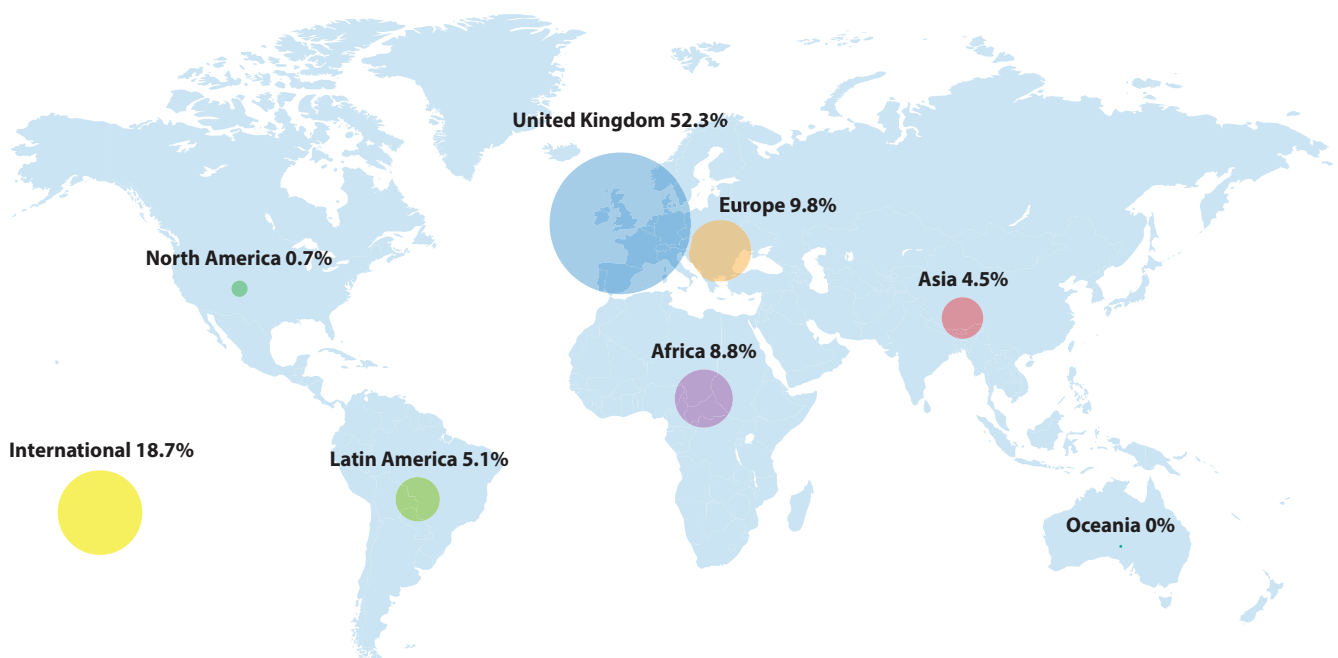 United Kingdom 52.3%
Europe 9.8%
North America 0.7%
Asia 4.5%
Africa 8.8%
International 18.7%
Latin America 5.1%
Oceania 0%